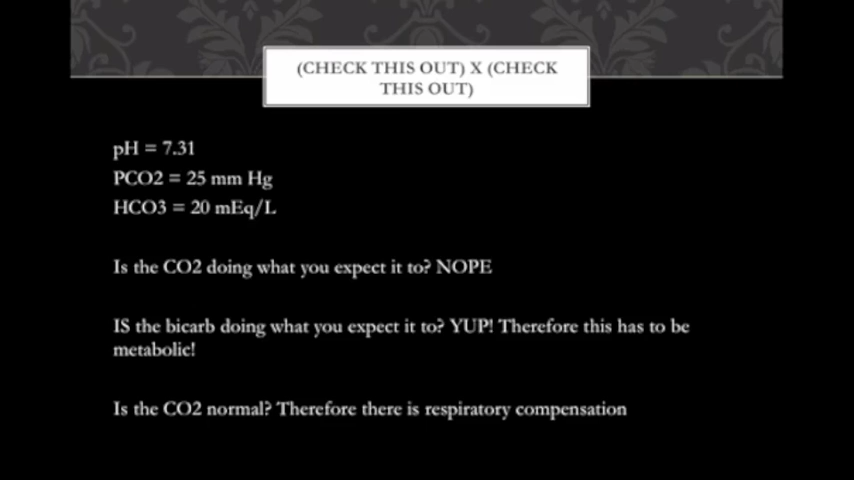 (CHECK THIS OUT) X (CHECK
THIS OUT)
pH = 7.31
PCO2 = 25 mm Hg
HCO3 = 20 mEq/L
Is the CO2 doing what you expect it to? NOPE
IS the bicarb doing what you expect it to? YUP! Therefore this has to be
metabolic!
Is the CO2 normal? Therefore there is respiratory compensation